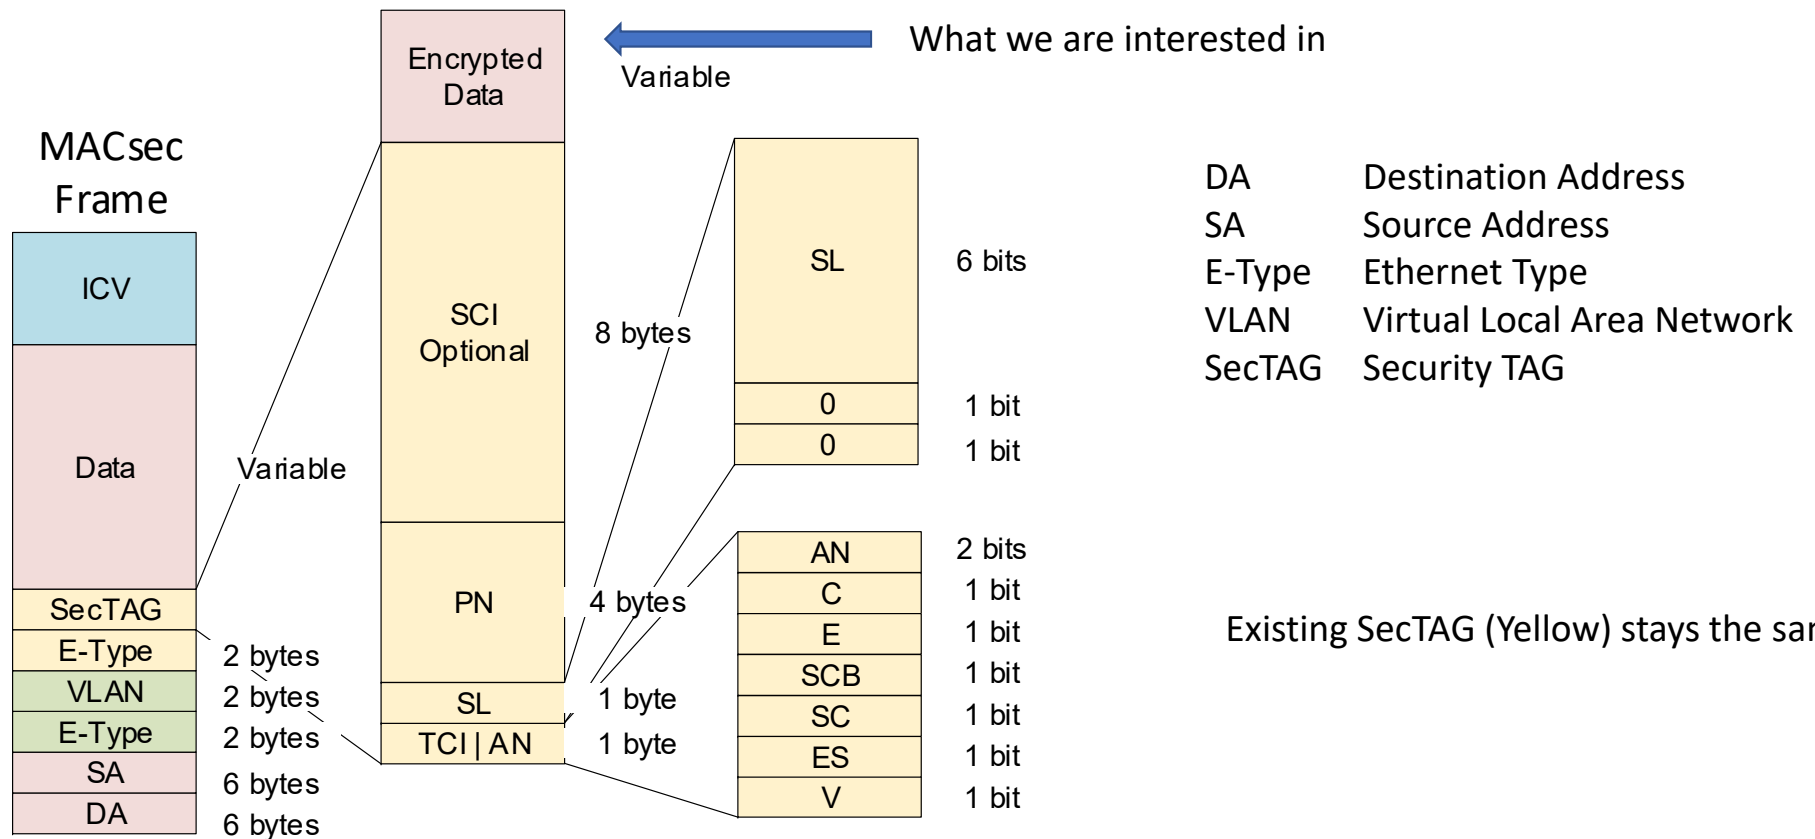 What we are interested in
Encrypted
Data
Variable
MACsec
Frame
ICV
Data
Variable
SecTAG
E-Type
2 bytes
VLAN
2 bytes
E-Type
2 bytes
SA
6 bytes
DA
6 bytes
SCI
Optional
8 bytes
PN
4 bytes
SL
1 byte
TCI | AN
1 byte
SL
6 bits
0
1 bit
0
1 bit
AN
2 bits
C
1 bit
E
1 bit
SCB
1 bit
SC
1 bit
ES
1 bit
V
1 bit
DA Destination Address
SA Source Address
E-Type Ethernet Type
VLAN Virtual Local Area Network
SecTAG Security TAG
Existing SecTAG (Yellow) stays the